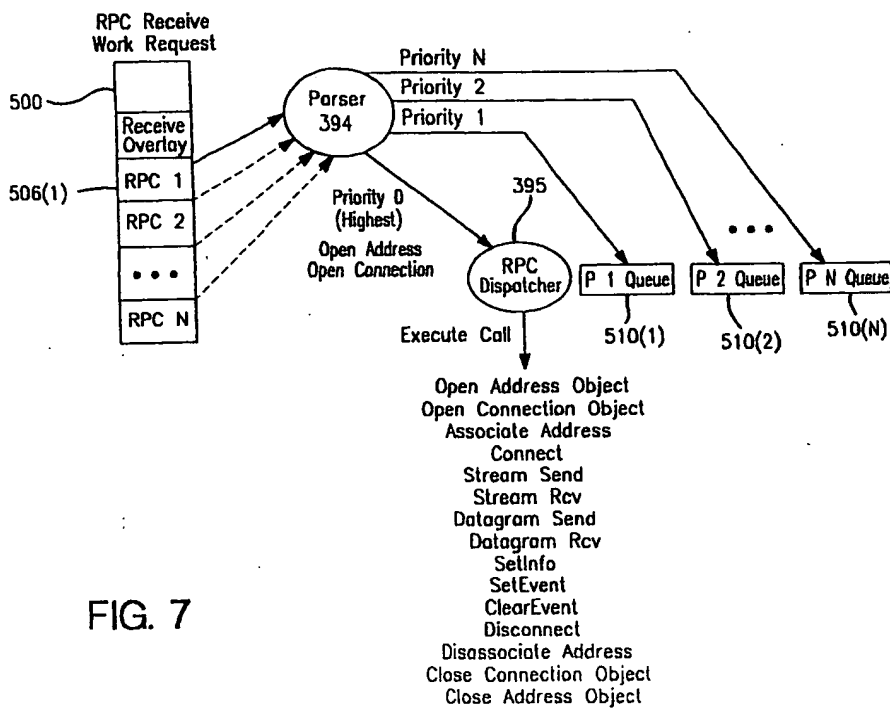 RPC Receive
Work Request
500
Receive
Overlay
506(1)
RPC 1
RPC 2
• • •
RPC N
Parser
394
Priority N
Priority 2
Priority 1
Priority 0
(Highest)
Open Address
Open Connection
395
RPC
Dispatcher
• • •
P 1 Queue
P 2 Queue
P N Queue
510(1)
510(2)
510(N)
Execute Call
Open Address Object
Open Connection Object
Associate Address
Connect
Stream Send
Stream Rcv
Datagram Send
Datagram Rcv
SetInfo
SetEvent
ClearEvent
Disconnect
Disassociate Address
Close Connection Object
Close Address Object
FIG. 7